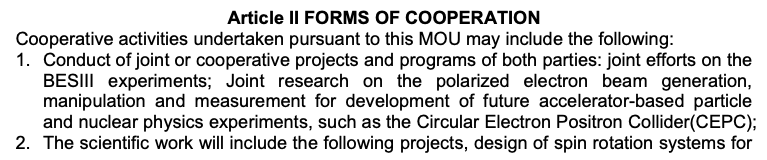 Article II FORMS OF COOPERATION
Cooperative activities undertaken pursuant to this MOU may include the following:
1. Conduct of joint or cooperative projects and programs of both parties: joint efforts on the
BESIII experiments; Joint research on the polarized electron beam generation,
manipulation and measurement for development of future accelerator-based particle
and nuclear physics experiments, such as the Circular Electron Positron Collider(CEPC);
2. The scientific work will include the following projects, design of spin rotation systems for